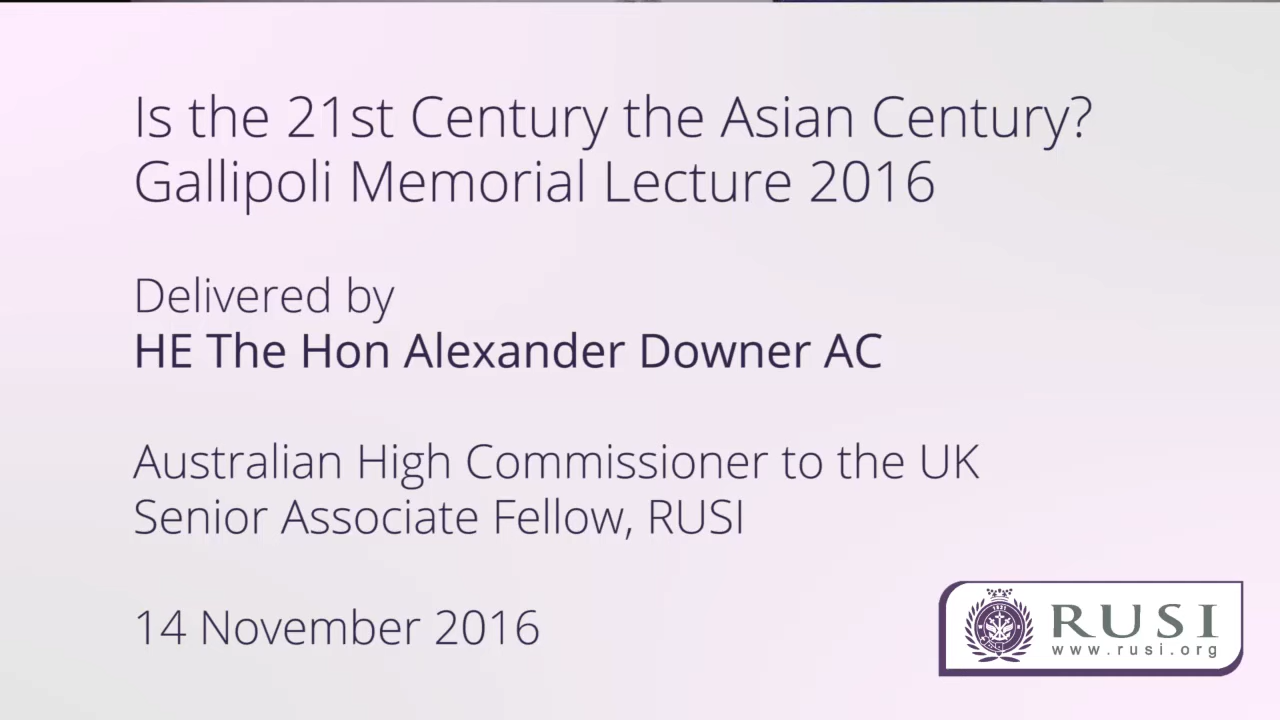 Is the 21st Century the Asian Century?
Gallipoli Memorial Lecture 2016
Delivered by
HE The Hon Alexander Downer AC
Australian High Commissioner to the UK
Senior Associate Fellow, RUSI
14 November 2016
RUSI
www.rusi.org